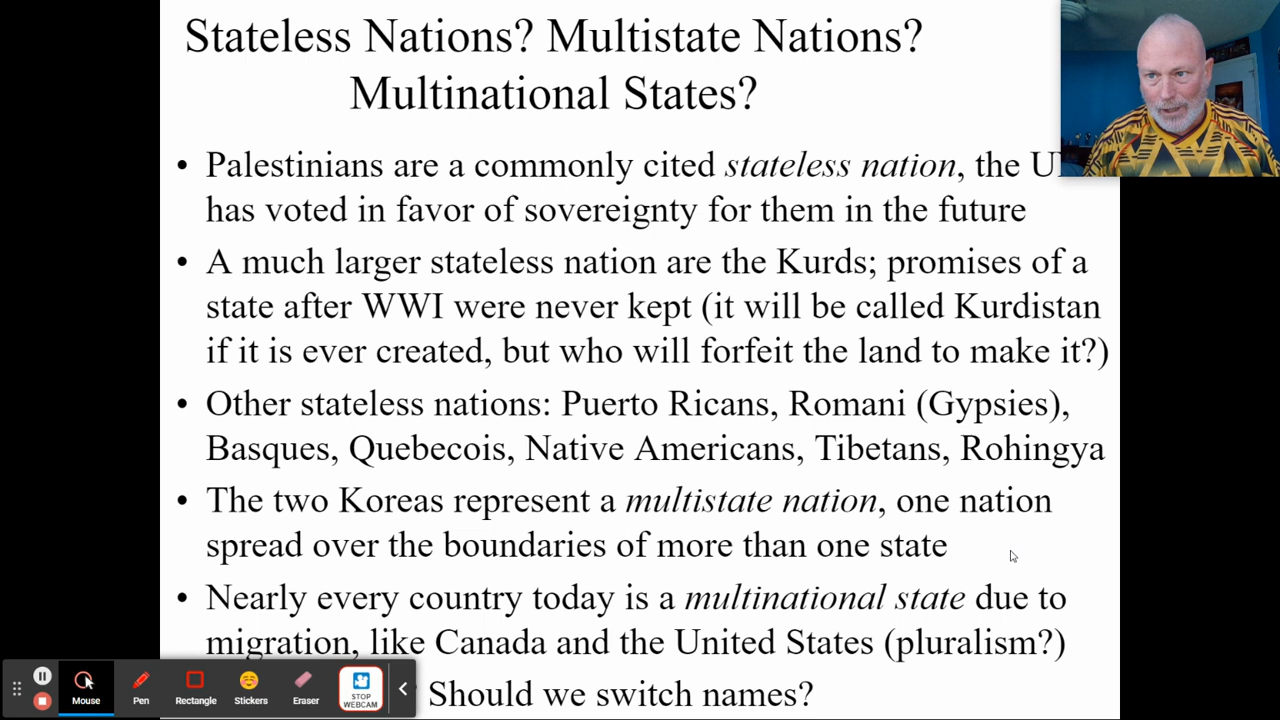 Stateless Nations? Multistate Nations?
Multinational States?
• Palestinians are a commonly cited stateless nation, the
has voted in favor of sovereignty for them in the future
• A much larger stateless nation are the Kurds; promises of a
state after WWI were never kept (it will be called Kurdistan
if it is ever created, but who will forfeit the land to make it?)
• Other stateless nations: Puerto Ricans, Romani (Gypsies),
Basques, Quebecois, Native Americans, Tibetans, Rohingya
• The two Koreas represent a multistate nation, one nation
spread over the boundaries of more than one state
• Nearly every country today is a multinational state due to
migration, like Canada and the United States (pluralism?)
Should we switch names?
Mouse
Pen
Rectangle
Stickers
Eraser
STOP
WEBCAM